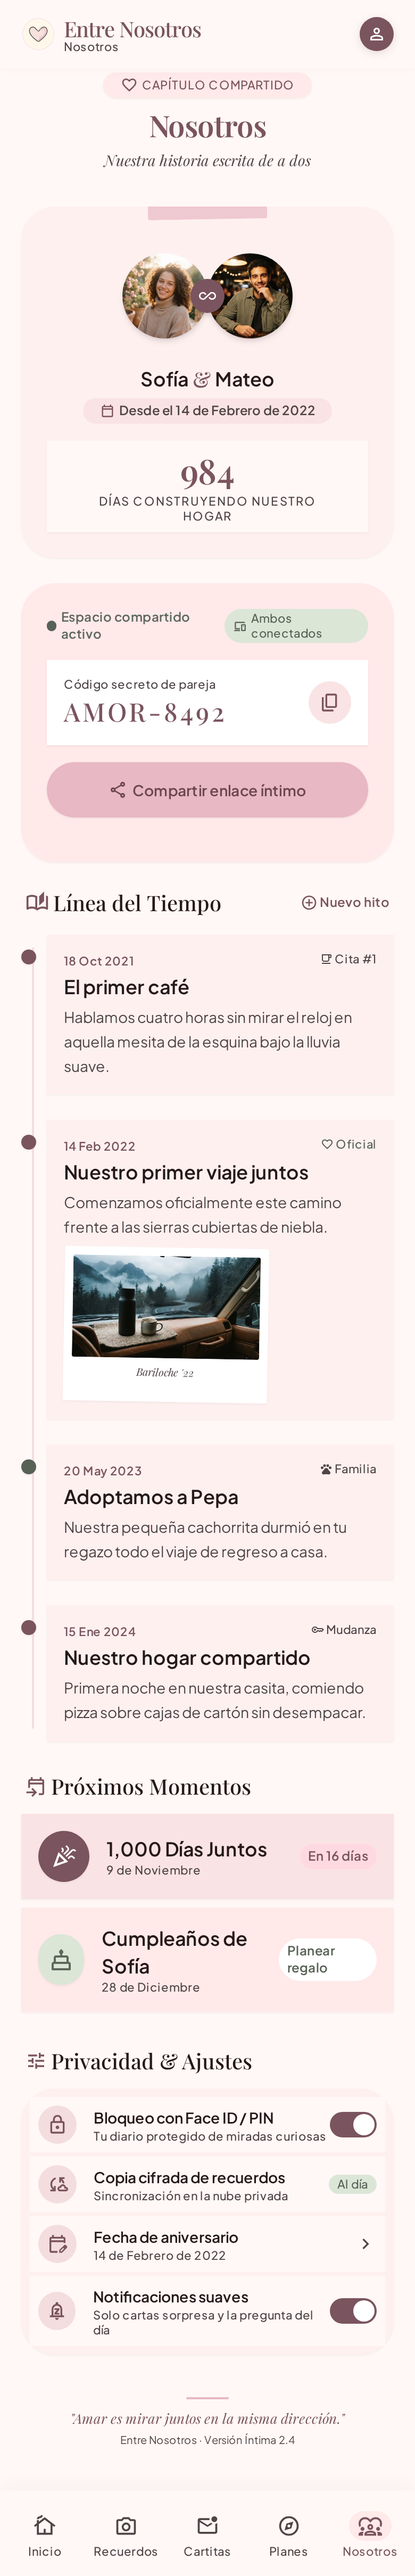 Entre Nosotros
Nosotros
CAPÍTULO COMPARTIDO
Nosotros
Nuestra historia escrita de a dos
Sofía & Mateo
Desde el 14 de Febrero de 2022
984
DÍAS CONSTRUYENDO NUESTRO
HOGAR
Espacio compartido
activo
Ambos
conectados
Código secreto de pareja
AMOR-8492
Compartir enlace íntimo
Línea del Tiempo
Nuevo hito
18 Oct 2021
Cita #1
El primer café
Hablamos cuatro horas sin mirar el reloj en
aquella mesita de la esquina bajo la lluvia
suave.
14 Feb 2022
Oficial
Nuestro primer viaje juntos
Comenzamos oficialmente este camino
frente a las sierras cubiertas de niebla.
Bariloche '22
20 May 2023
Familia
Adoptamos a Pepa
Nuestra pequeña cachorrita durmió en tu
regazo todo el viaje de regreso a casa.
15 Ene 2024
Mudanza
Nuestro hogar compartido
Primera noche en nuestra casita, comiendo
pizza sobre cajas de cartón sin desempacar.
Próximos Momentos
1,000 Días Juntos
9 de Noviembre
En 16 días
Cumpleaños de
Sofía
28 de Diciembre
Planear
regalo
Privacidad & Ajustes
Bloqueo con Face ID / PIN
Tu diario protegido de miradas curiosas
Copia cifrada de recuerdos
Sincronización en la nube privada
Al día
Fecha de aniversario
14 de Febrero de 2022
Notificaciones suaves
Solo cartas sorpresa y la pregunta del
día
"Amar es mirar juntos en la misma dirección."
Entre Nosotros · Versión Íntima 2.4
Inicio
Recuerdos
Cartitas
Planes
Nosotros